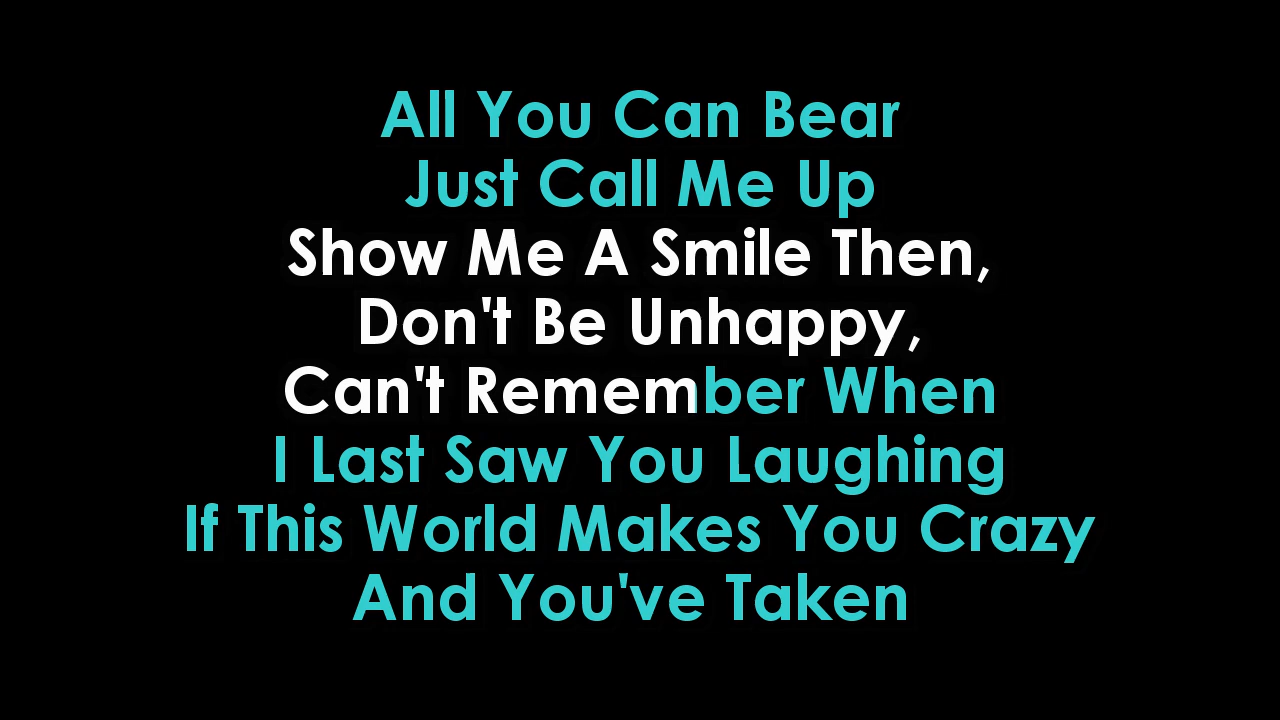 All You Can Bear
Just Call Me Up
Show Me A Smile Then,
Don't Be Unhappy,
Can't Remember When
I Last Saw You Laughing
If This World Makes You Crazy
And You've Taken